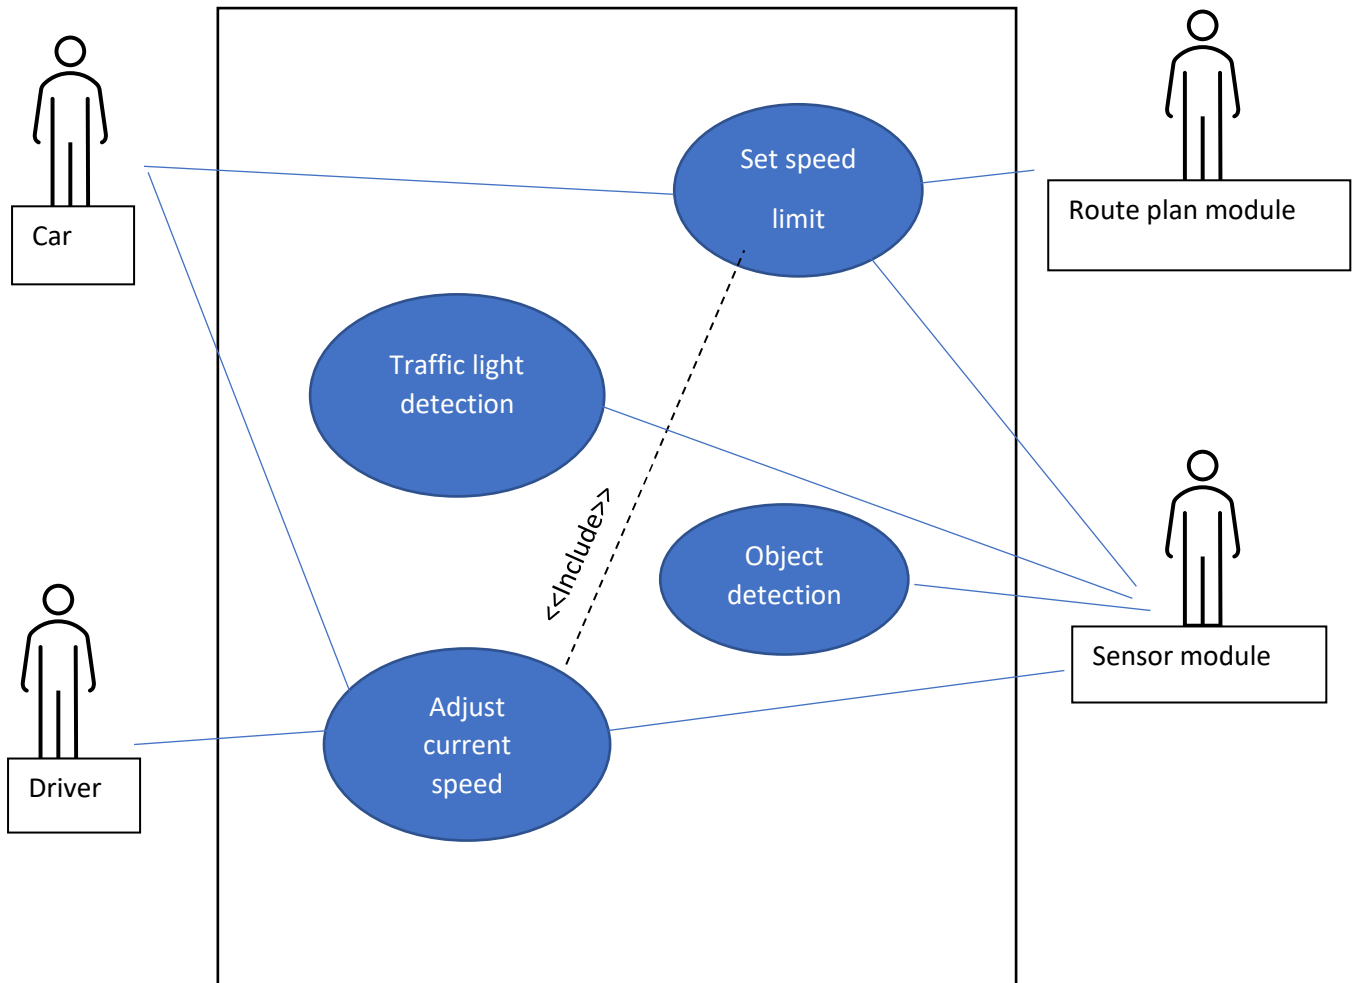 Car
Set speed
limit
Route plan module
Traffic light
detection
<<Include>>
Object
detection
Sensor module
Adjust
current
speed
Driver